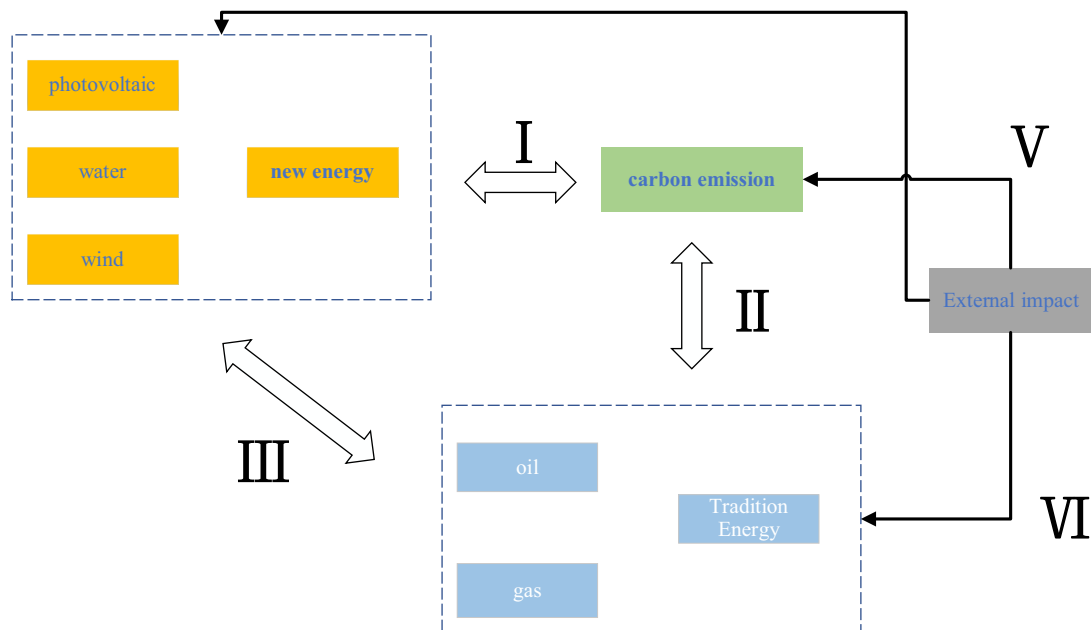 photovoltaic
water
new energy
wind
Ⅰ
carbon emission
Ⅴ
External impact
Ⅱ
Ⅲ
oil
Tradition
Energy
gas
Ⅵ